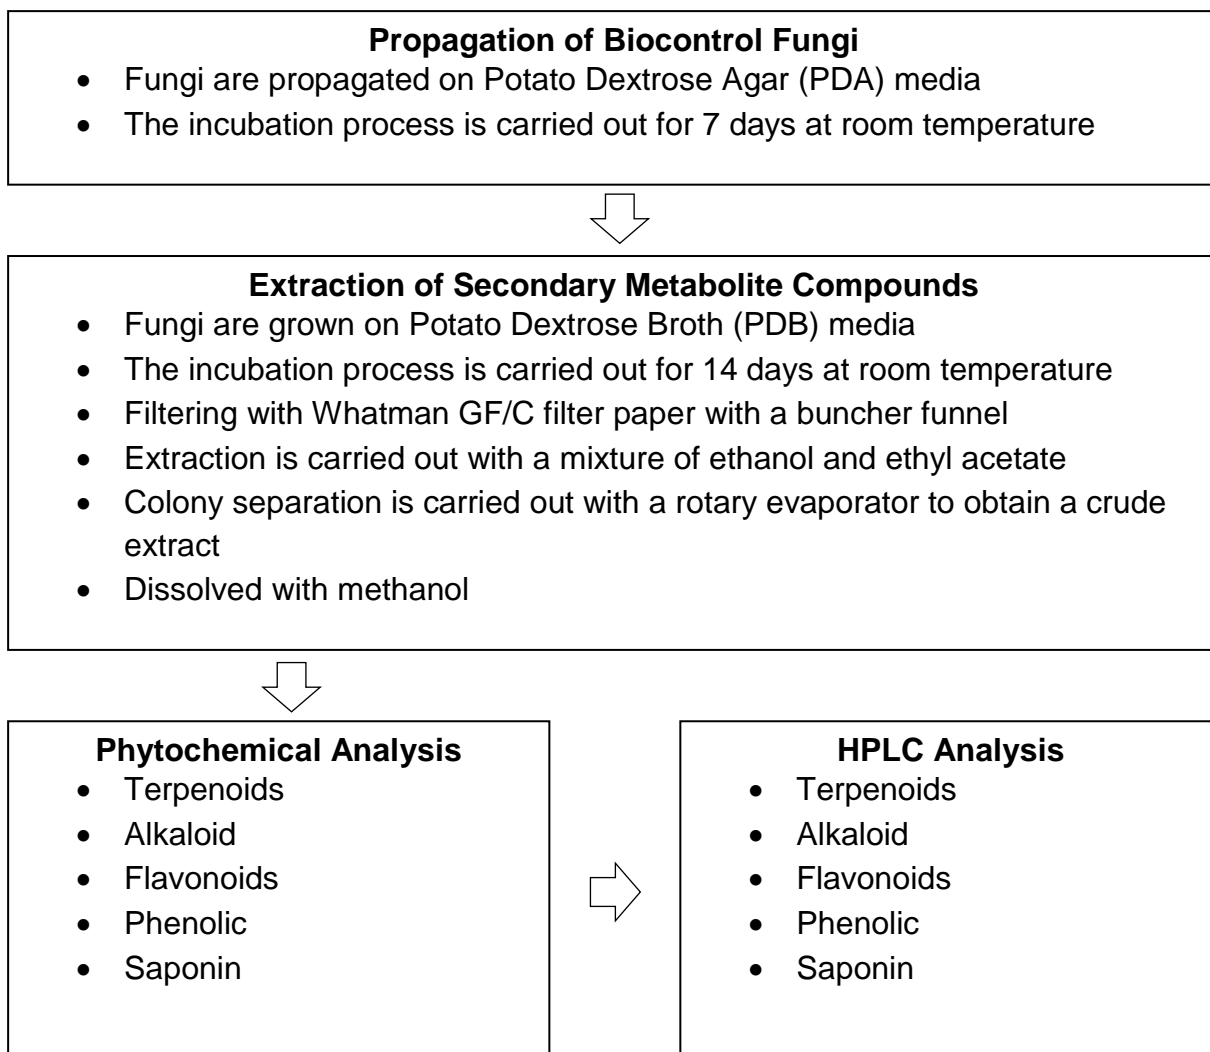 Propagation of Biocontrol Fungi
• Fungi are propagated on Potato Dextrose Agar (PDA) media
• The incubation process is carried out for 7 days at room temperature
Extraction of Secondary Metabolite Compounds
• Fungi are grown on Potato Dextrose Broth (PDB) media
• The incubation process is carried out for 14 days at room temperature
• Filtering with Whatman GF/C filter paper with a buncher funnel
• Extraction is carried out with a mixture of ethanol and ethyl acetate
• Colony separation is carried out with a rotary evaporator to obtain a crude
extract
• Dissolved with methanol
Phytochemical Analysis
• Terpenoids
• Alkaloid
• Flavonoids
• Phenolic
• Saponin
HPLC Analysis
• Terpenoids
• Alkaloid
• Flavonoids
• Phenolic
• Saponin